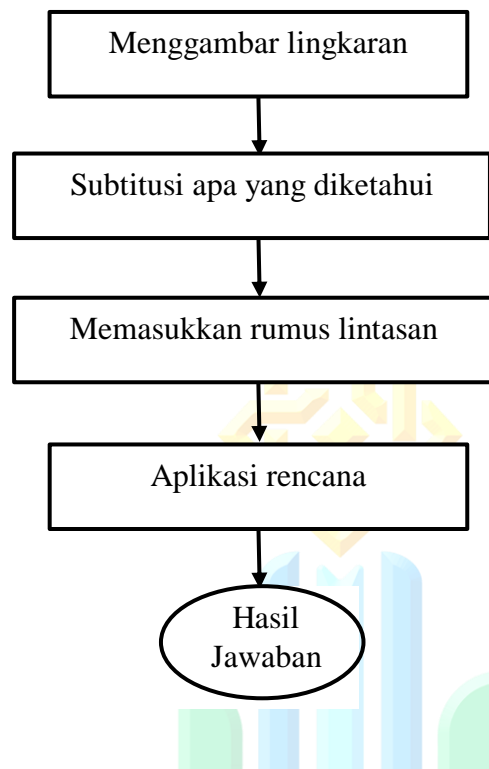 Menggambar lingkaran
Subtitusi apa yang diketahui
Memasukkan rumus lintasan
Aplikasi rencana
Hasil
Jawaban